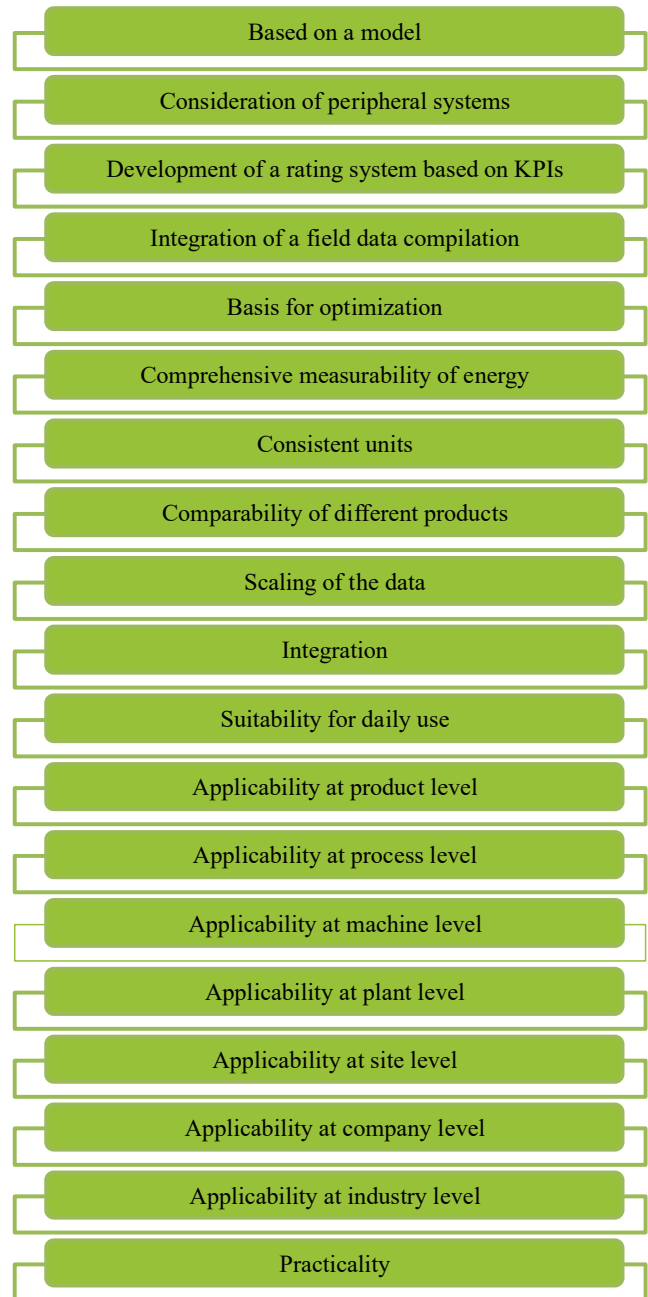 Based on a model
Consideration of peripheral systems
Development of a rating system based on KPIs
Integration of a field data compilation
Basis for optimization
Comprehensive measurability of energy
Consistent units
Comparability of different products
Scaling of the data
Integration
Suitability for daily use
Applicability at product level
Applicability at process level
Applicability at machine level
Applicability at plant level
Applicability at site level
Applicability at company level
Applicability at industry level
Practicality